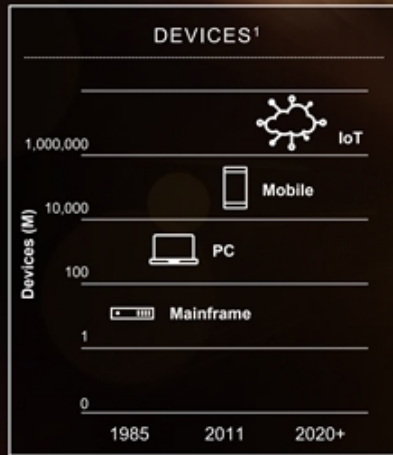 DEVICES¹
IoT
1,000,000
Mobile
10,000
PC
100
Mainframe
1
0
Devices (M)
1985 2011 2020+